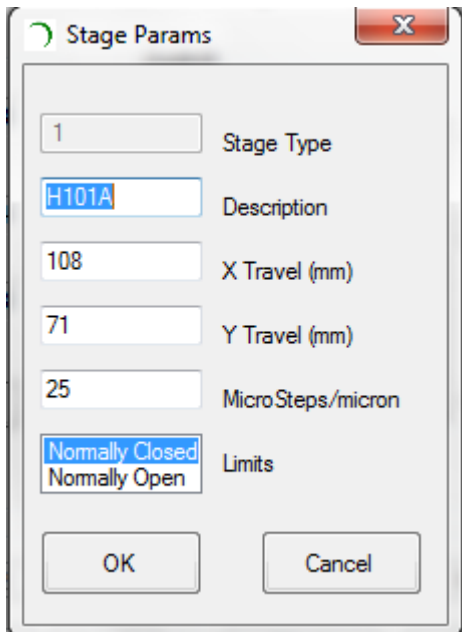 Stage Params
1
Stage Type
H101A
Description
108
X Travel (mm)
71
Y Travel (mm)
25
MicroSteps/micron
Normally Closed
Normally Open
Limits
OK
Cancel